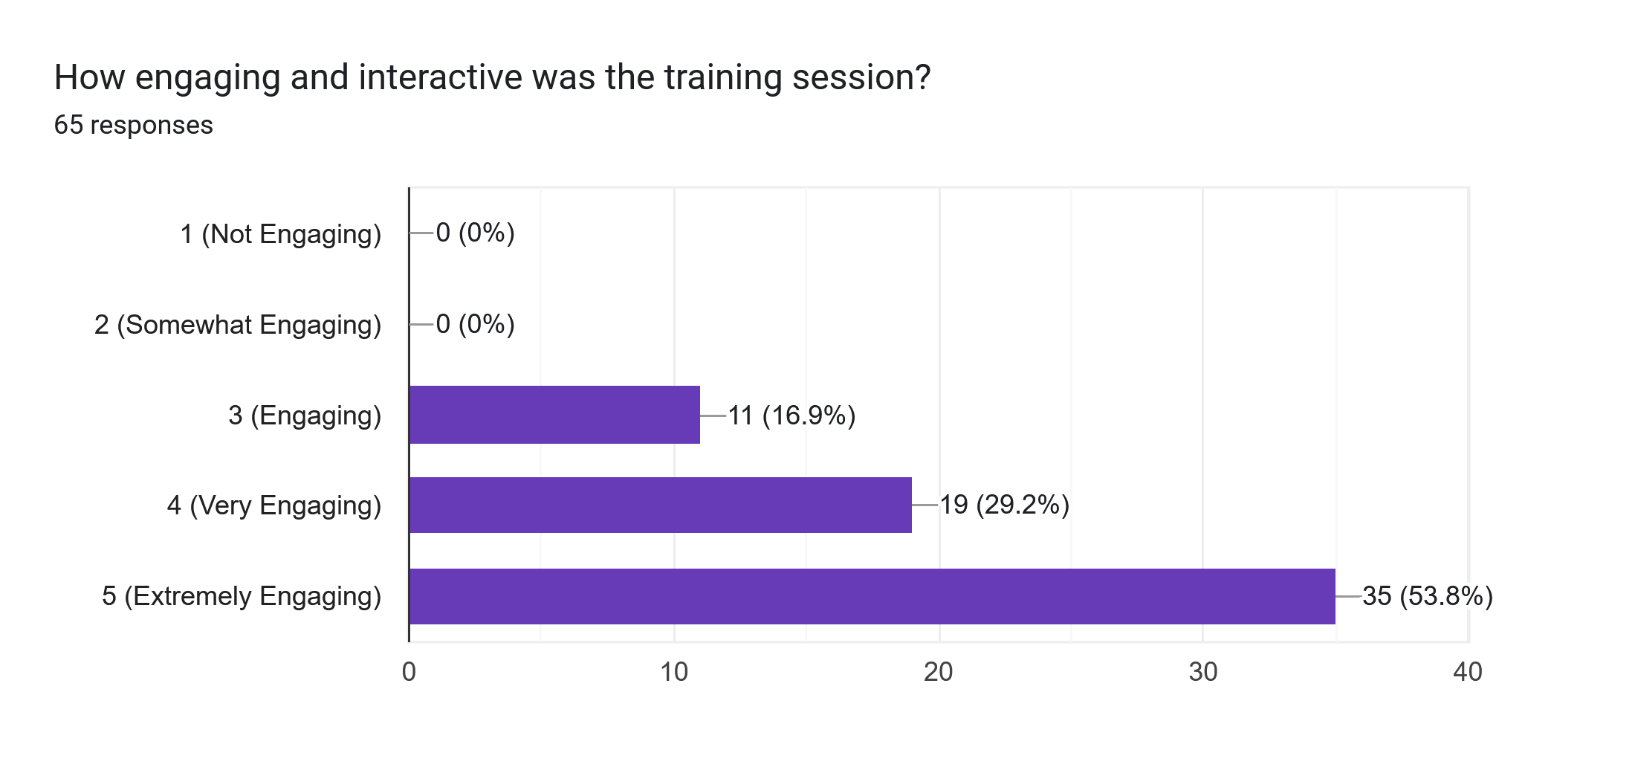 How engaging and interactive was the training session?
65 responses
1 (Not Engaging) 0 (0%)
2 (Somewhat Engaging) 0 (0%)
3 (Engaging) 11 (16.9%)
4 (Very Engaging) 19 (29.2%)
5 (Extremely Engaging) 35 (53.8%)
0 10 20 30 40